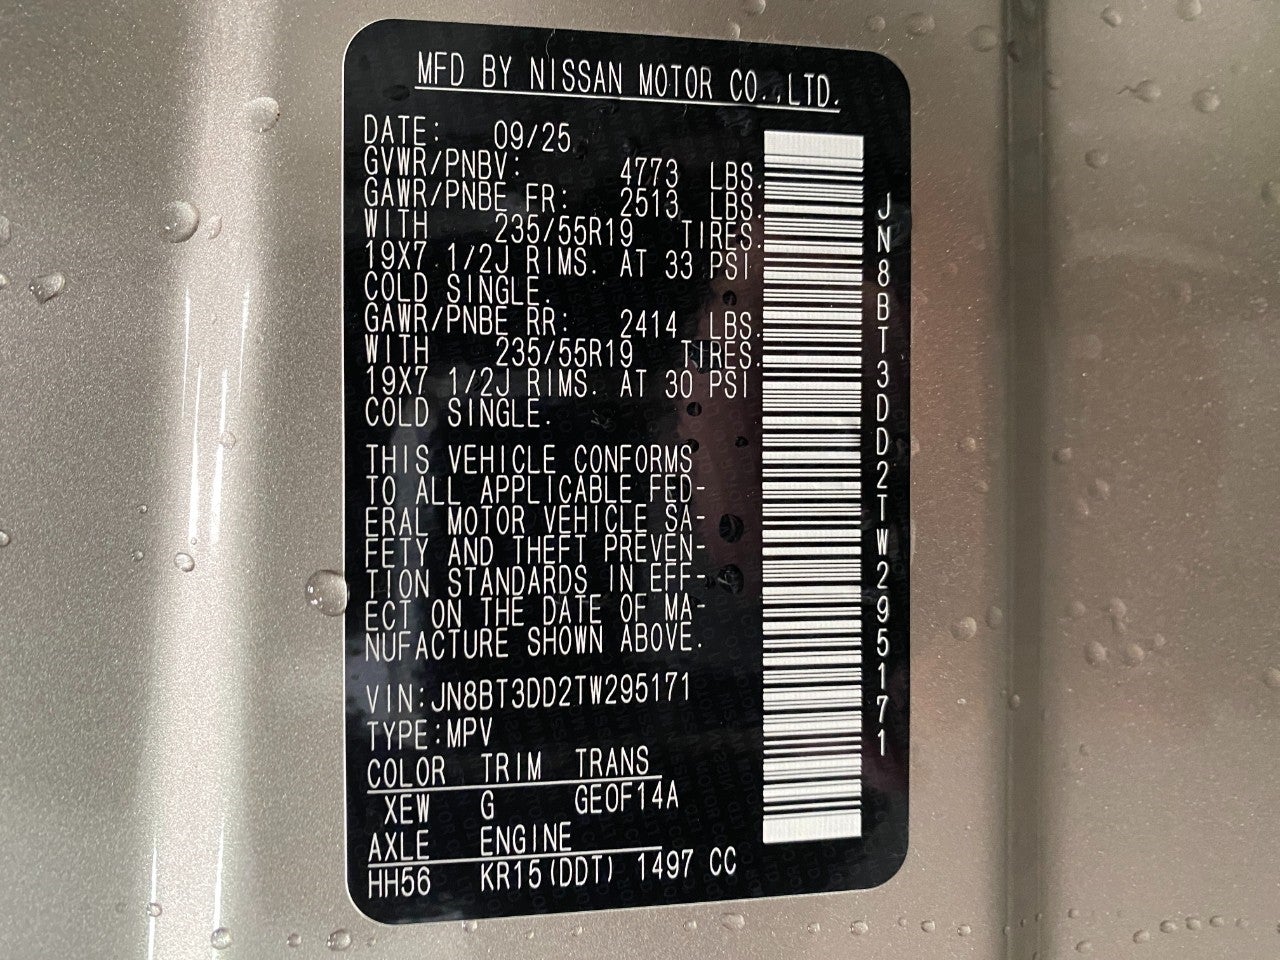 MFD BY NISSAN MOTOR CO.,LTD.
DATE: 09/25
GVWR/PNBV: 4773 LBS.
GAWR/PNBE FR: 2513 LBS.
WITH 235/55R19 TIRES.
19X7 1/2J RIMS. AT 33 PSI
COLD SINGLE.
GAWR/PNBE RR: 2414 LBS.
WITH 235/55R19 TIRES.
19X7 1/2J RIMS. AT 30 PSI
COLD SINGLE.
THIS VEHICLE CONFORMS
TO ALL APPLICABLE FED-
ERAL MOTOR VEHICLE SA-
FETY AND THEFT PREVEN-
TION STANDARDS IN EFF-
ECT ON THE DATE OF MA-
NUFACTURE SHOWN ABOVE.
VIN:JN8BT3DD2TW295171
TYPE:MPV
COLOR TRIM TRANS
XEW G GE0F14A
AXLE ENGINE
HH56 KR15(DDT) 1497 CC
JN8BT3DD2TW295171